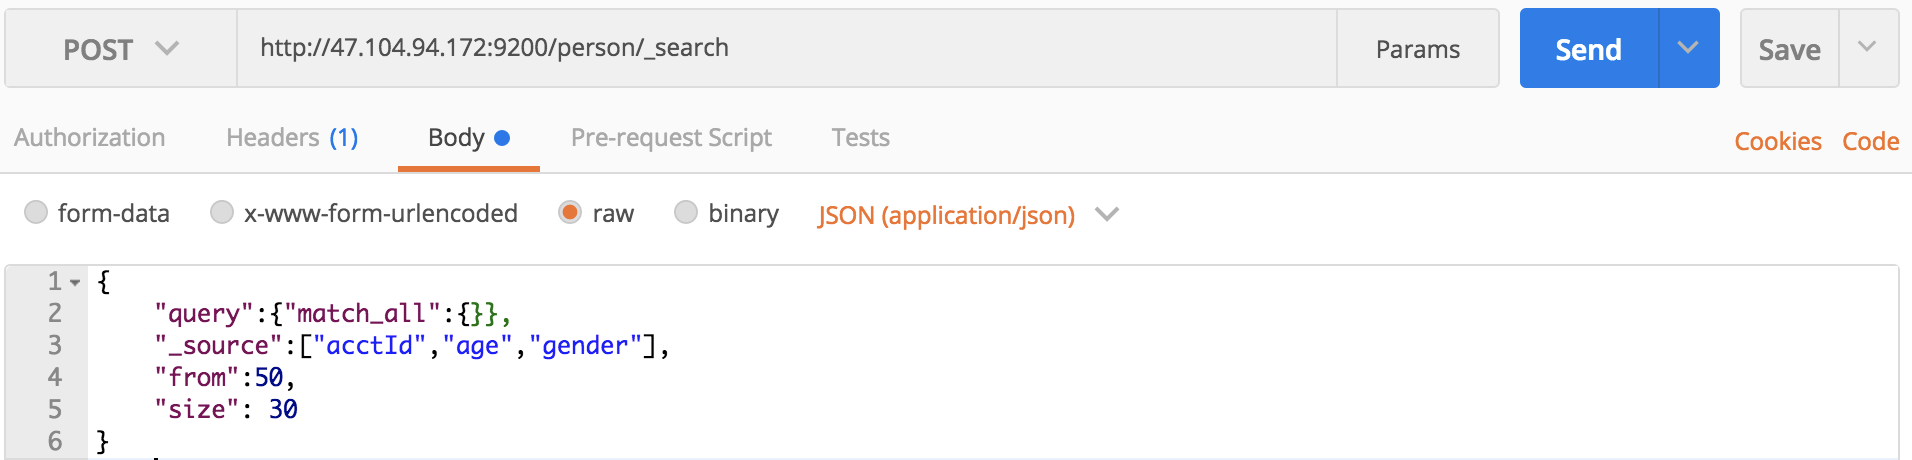 POST http://47.104.94.172:9200/person/_search Params Send Save
Authorization Headers (1) Body Pre-request Script Tests Cookies Code
form-data x-www-form-urlencoded raw binary JSON (application/json)
1 {
2 "query":{"match_all":{}},
3 "_source":["acctId","age","gender"],
4 "from":50,
5 "size": 30
6 }